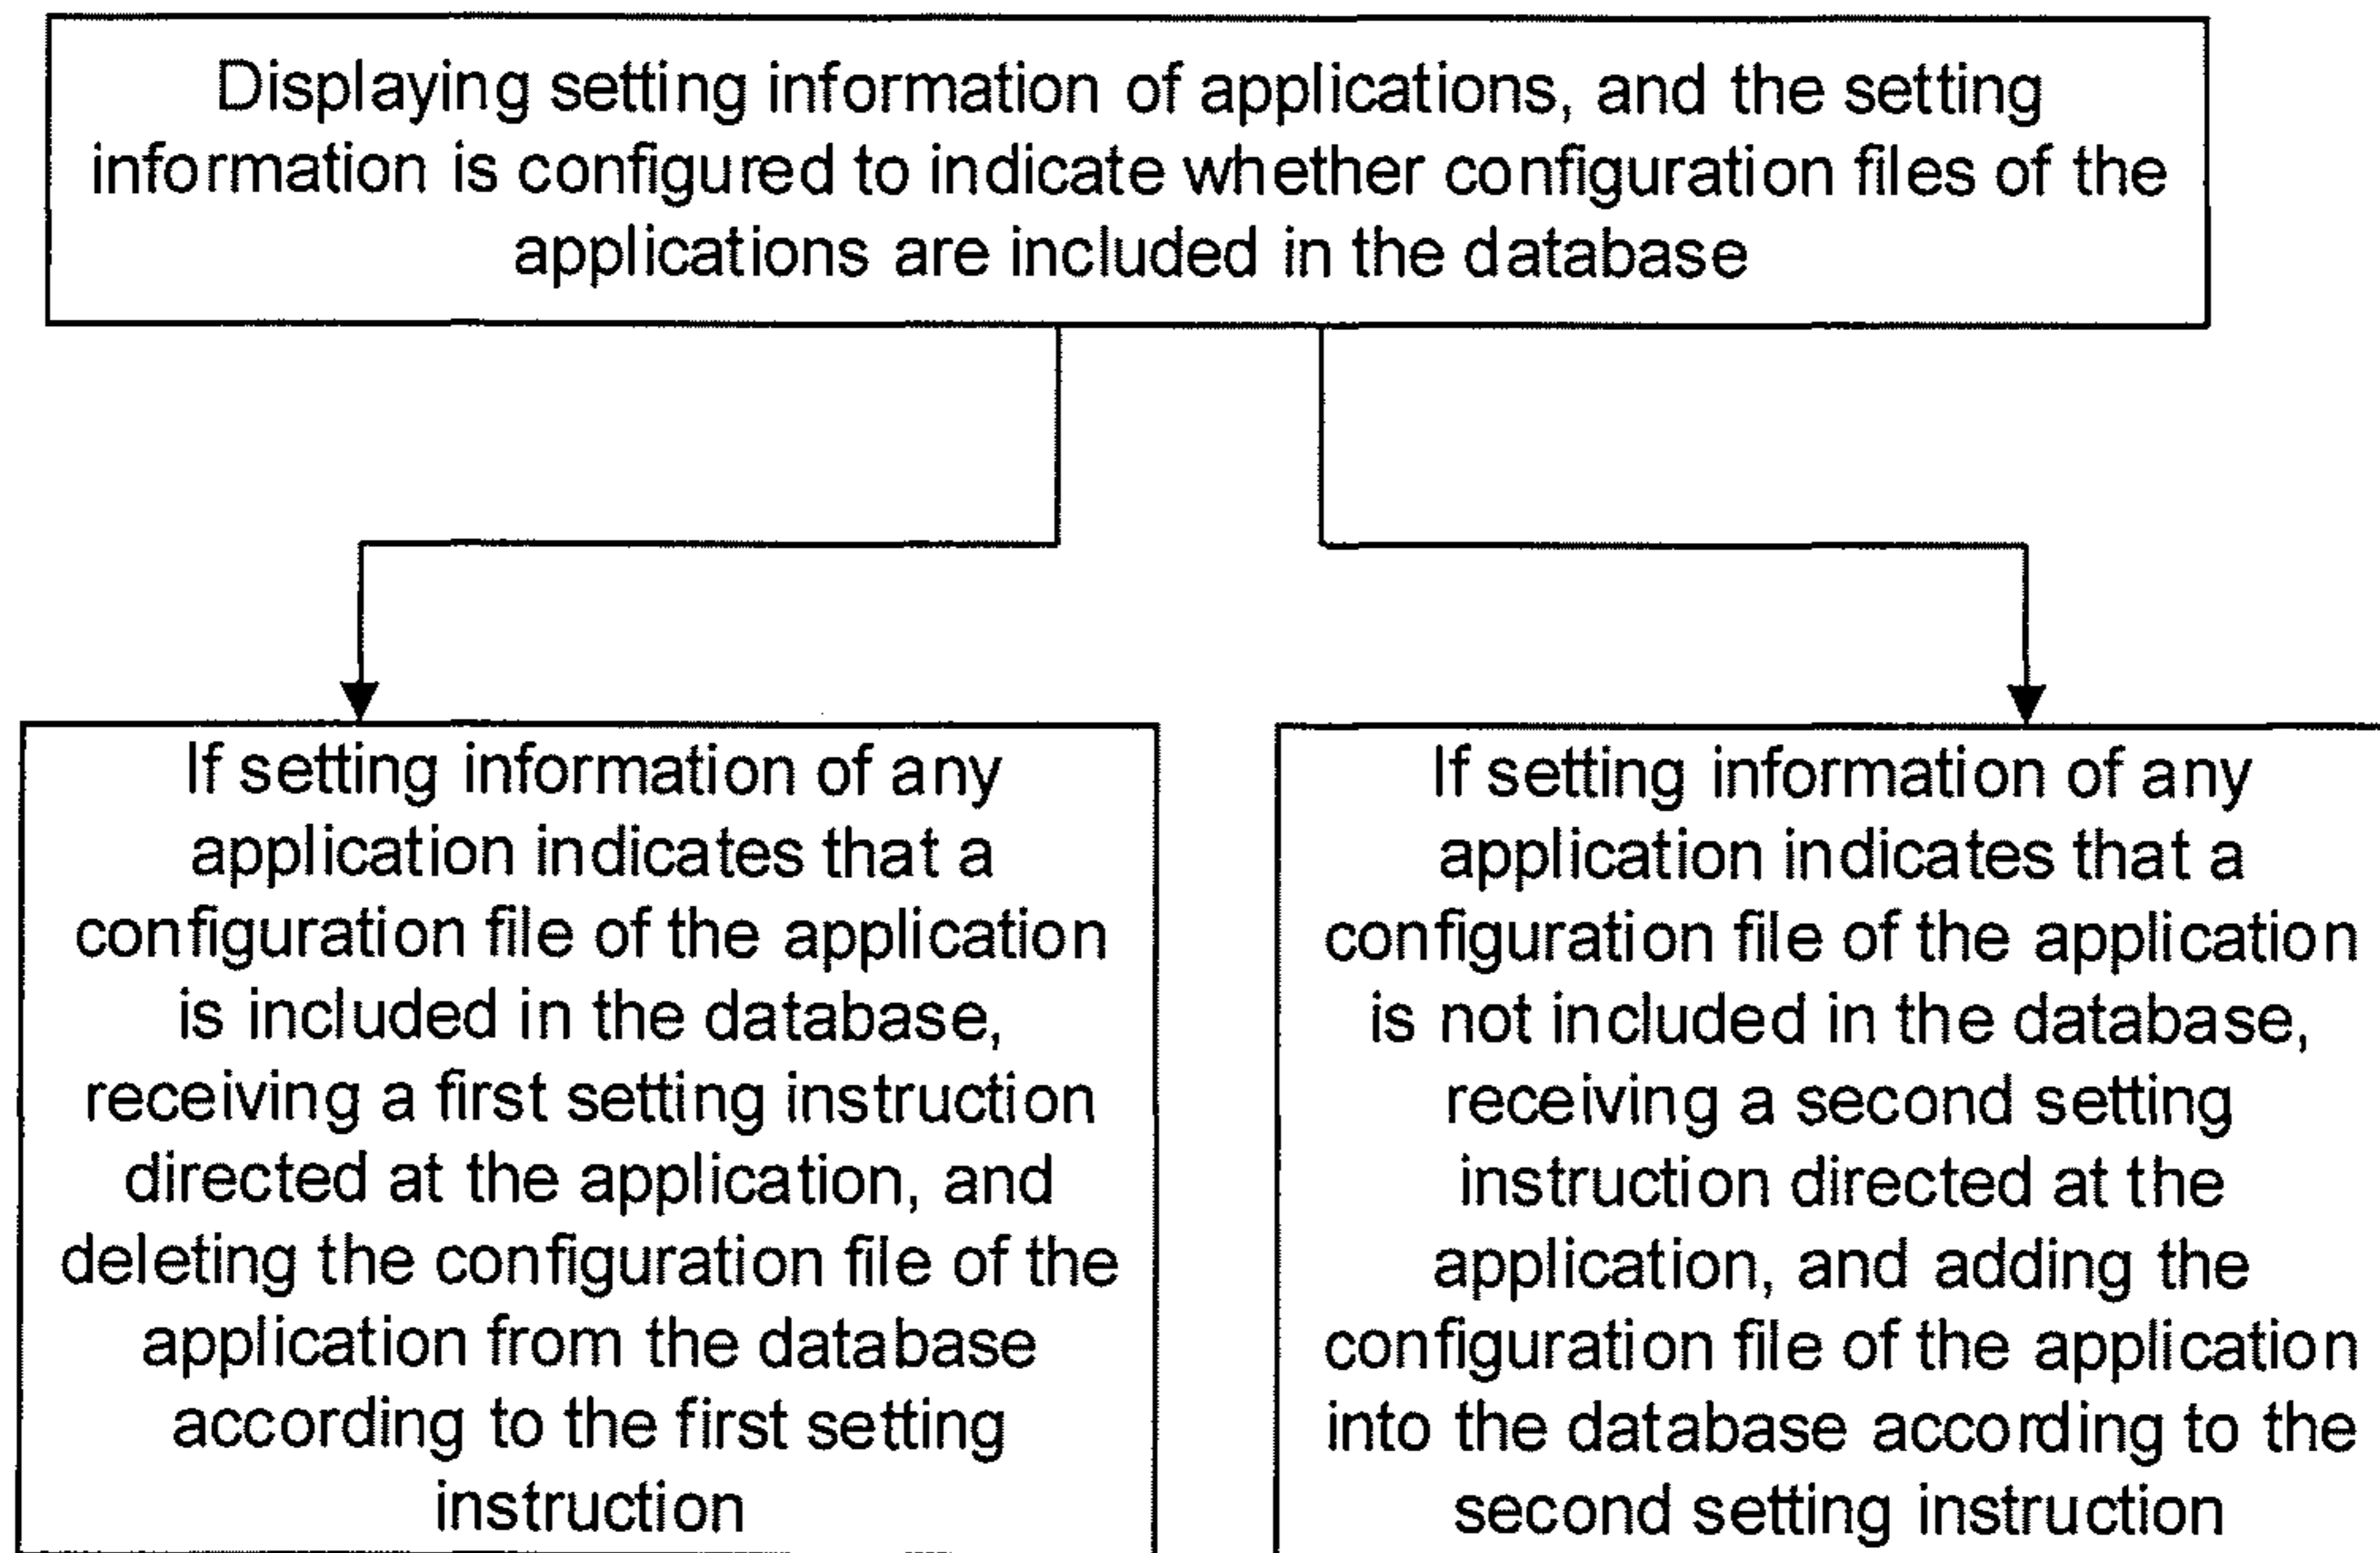 Displaying setting information of applications, and the setting
information is configured to indicate whether configuration files of the
applications are included in the database
If setting information of any
application indicates that a
configuration file of the application
is included in the database,
receiving a first setting instruction
directed at the application, and
deleting the configuration file of the
application from the database
according to the first setting
instruction
If setting information of any
application indicates that a
configuration file of the application
is not included in the database,
receiving a second setting
instruction directed at the
application, and adding the
configuration file of the application
into the database according to the
second setting instruction